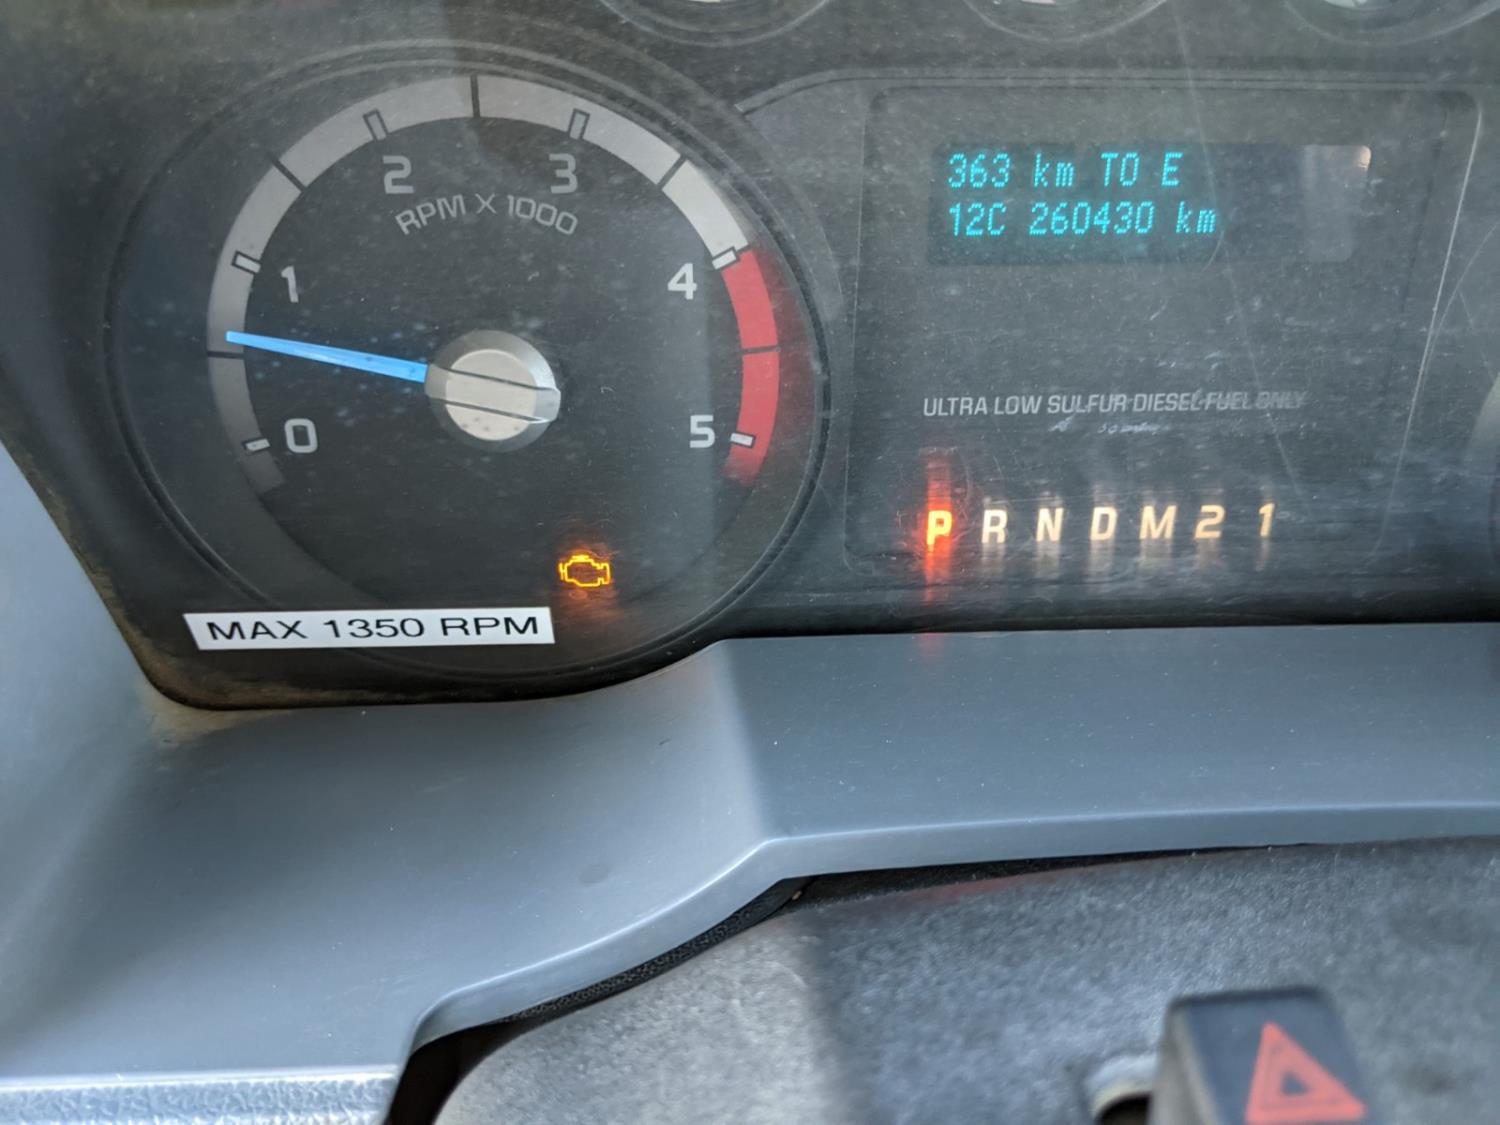 2 3
RPM X 1000
1 4
0 5
MAX 1350 RPM
363 km TO E
12C 260430 km
ULTRA LOW SULFUR DIESEL FUEL ONLY
P R N D M 2 1